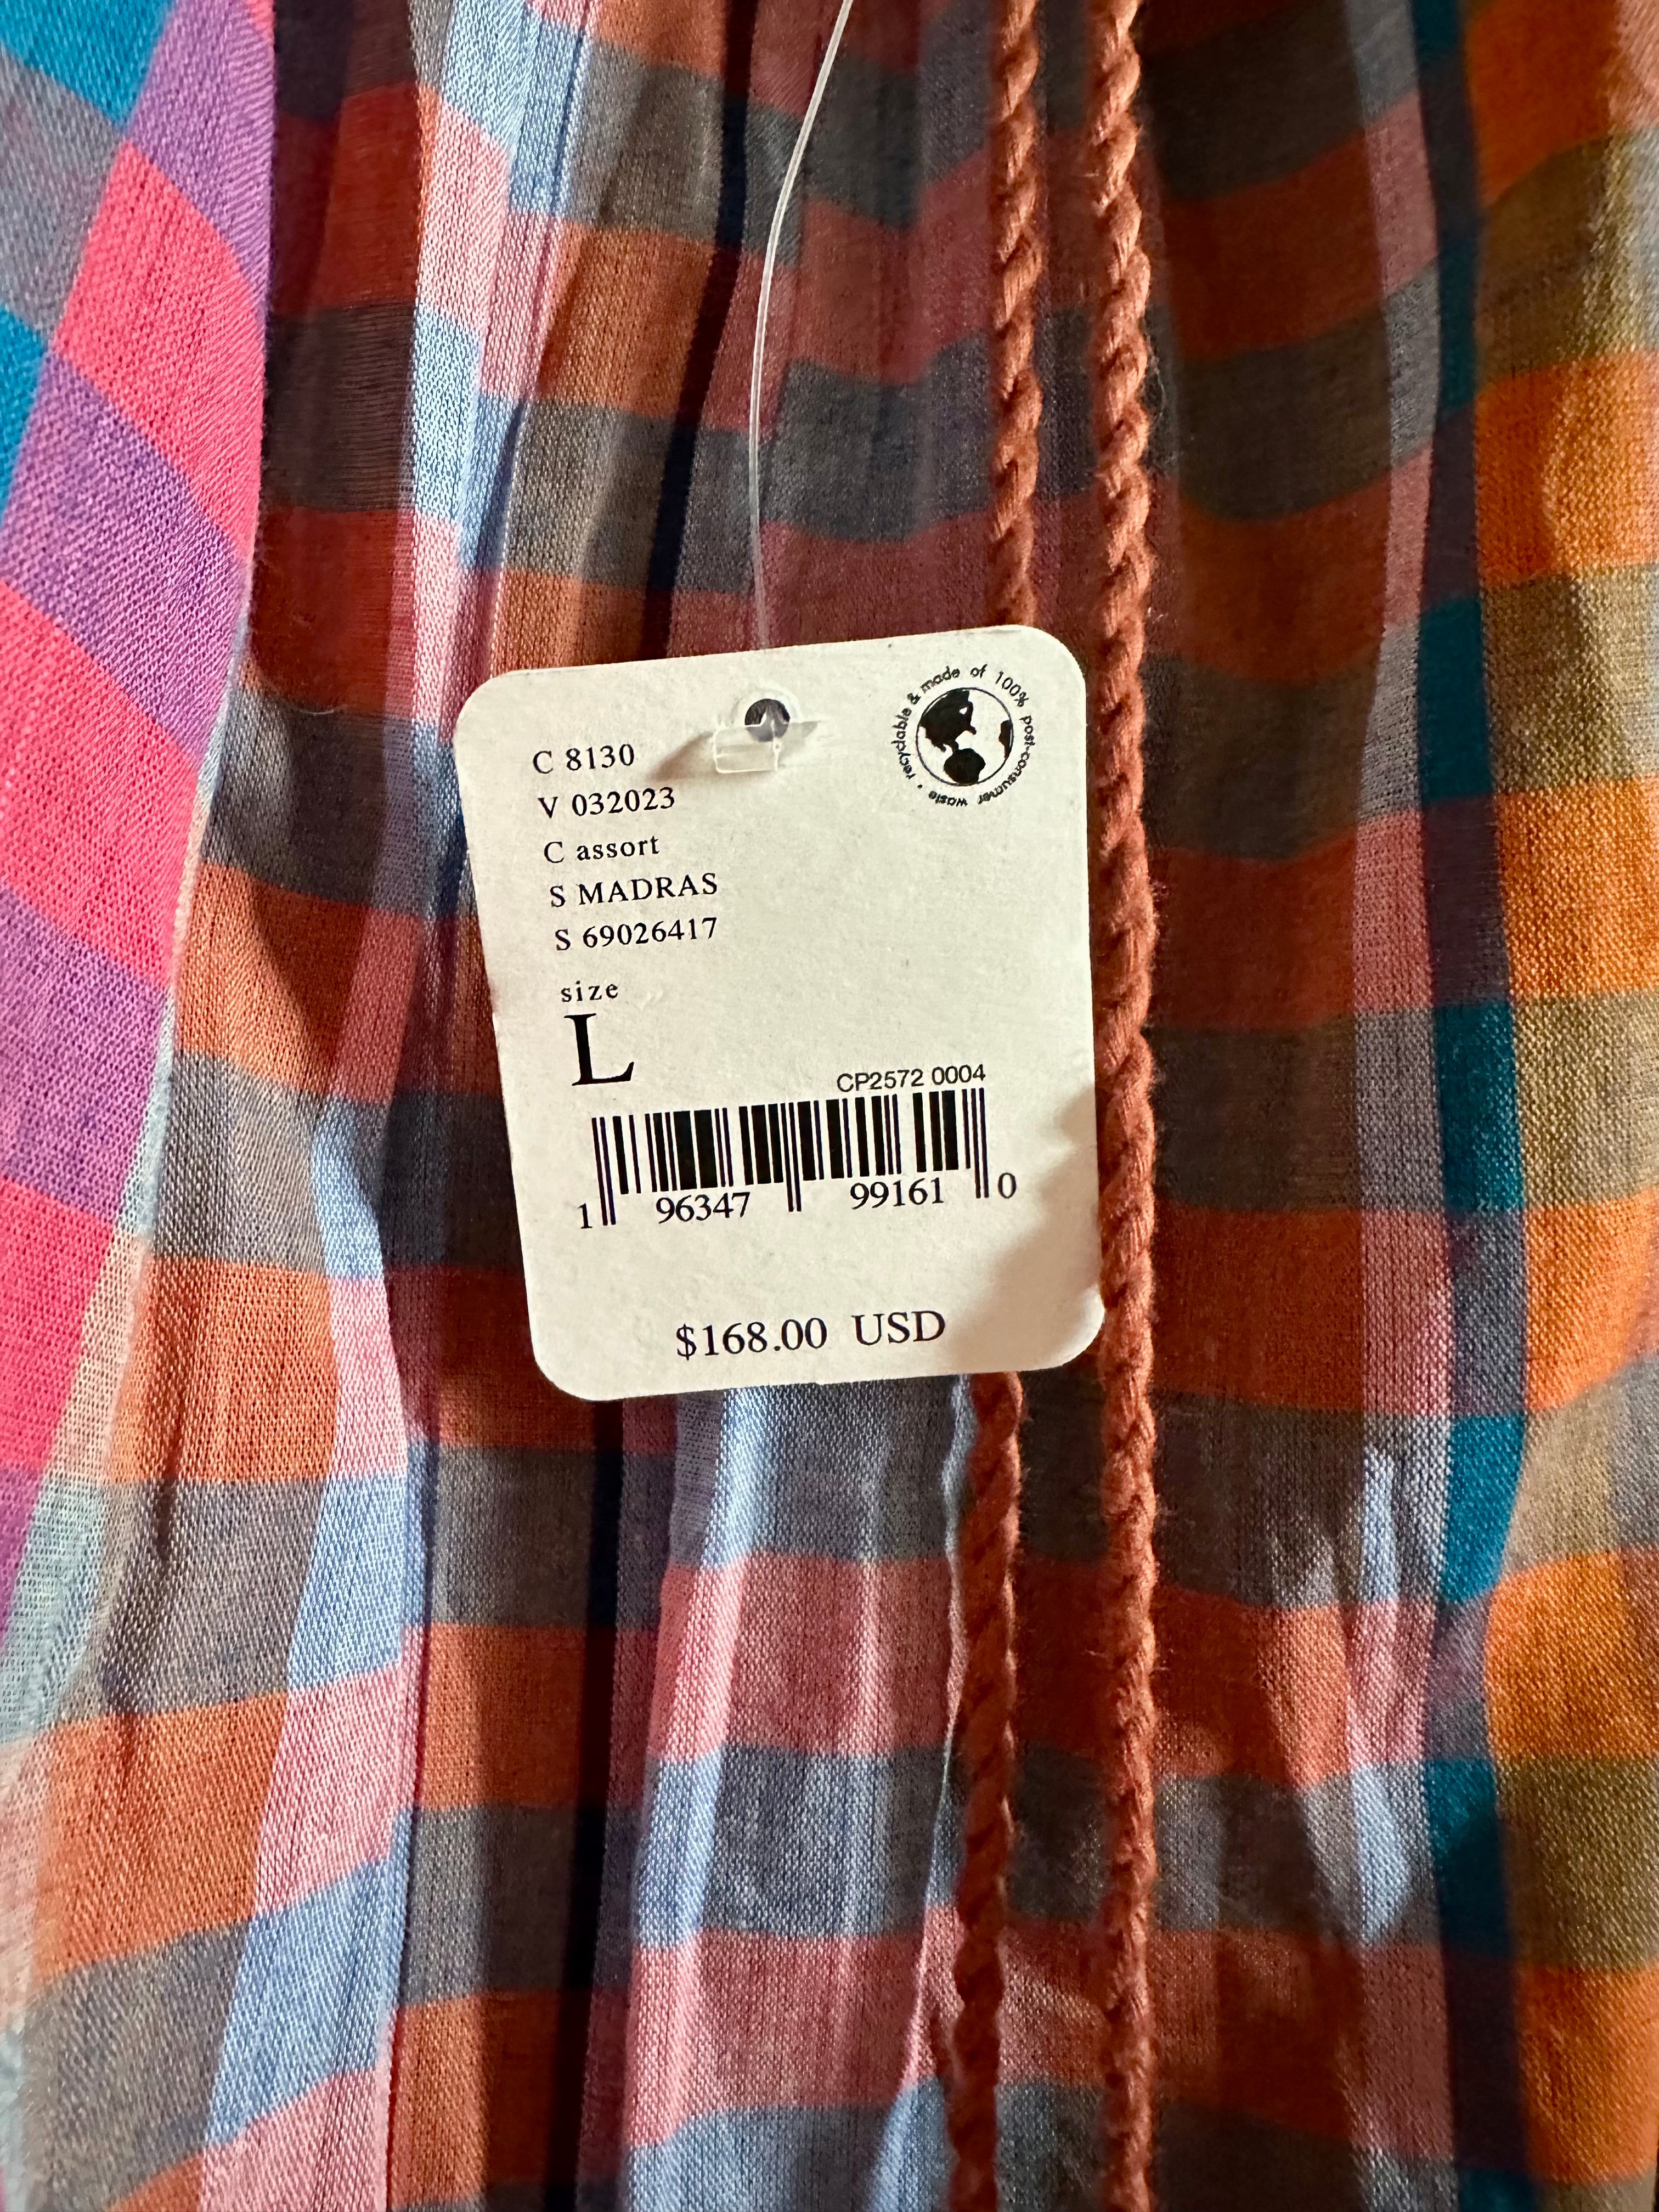 recyclable & made of 100% post-consumer waste •
C 8130
V 032023
C assort
S MADRAS
S 69026417
size
L
CP2572 0004
1 96347 99161 0
$168.00 USD